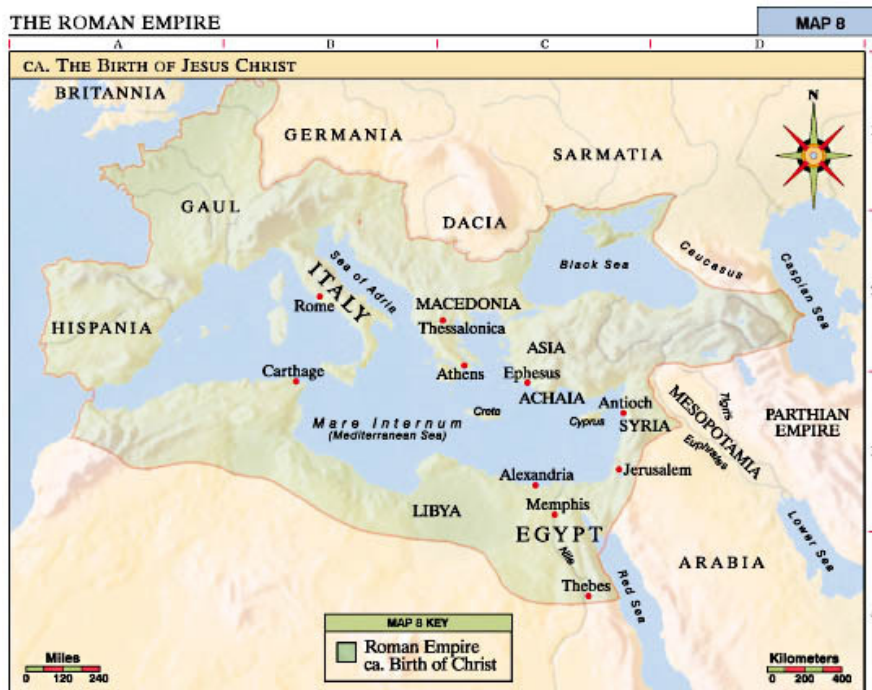 THE ROMAN EMPIRE
MAP 8
A B C D
CA. THE BIRTH OF JESUS CHRIST
BRITANNIA
N
GERMANIA
SARMATIA
GAUL
DACIA
Caucasus
Caspian Sea
Black Sea
Sea of Adria
ITALY
Rome
MACEDONIA
Thessalonica
HISPANIA
ASIA
Carthage
Athens
Ephesus
ACHAIA
Antioch
Tigris
MESOPOTAMIA
PARTHIAN
EMPIRE
Mare Internum
(Mediterranean Sea)
Crete
Cyprus
SYRIA
Euphrates
Jerusalem
Alexandria
Memphis
LIBYA
EGYPT
Nile
Lower Sea
ARABIA
Thebes
Red Sea
MAP 8 KEY
Roman Empire
ca. Birth of Christ
Miles
0 120 240
Kilometers
0 200 400